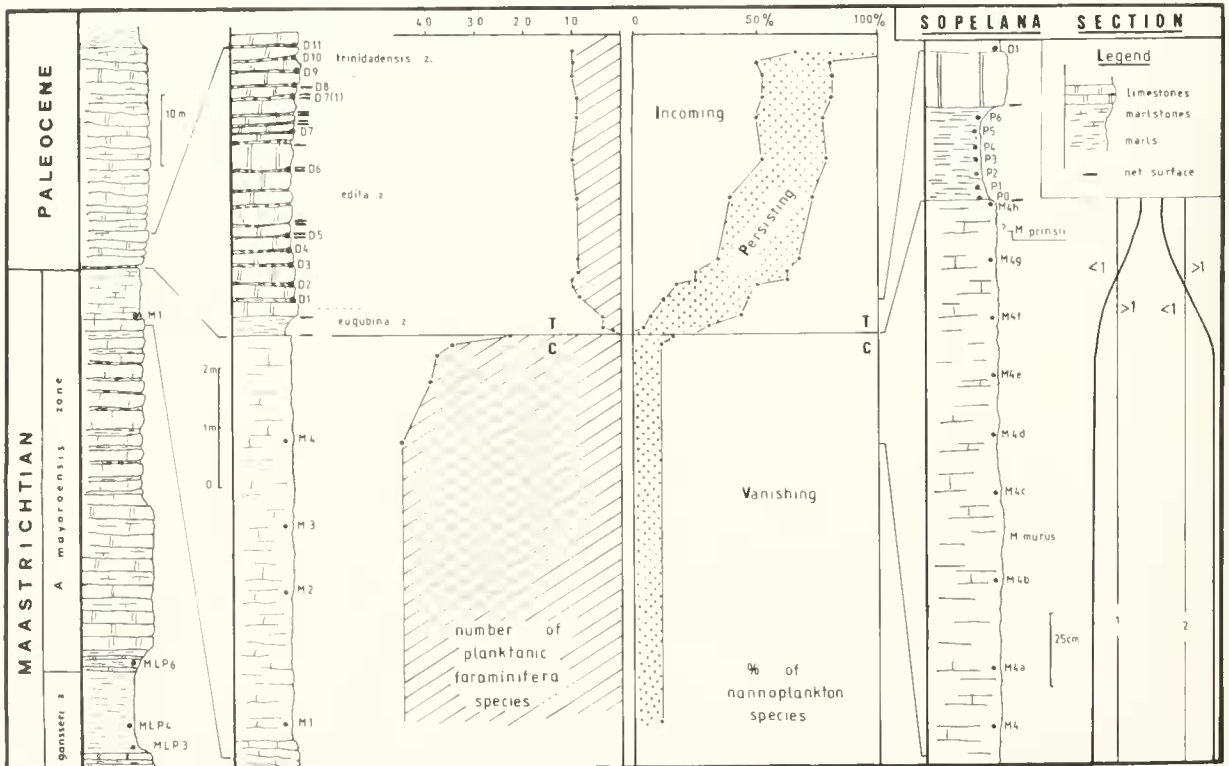 SOPELANA SECTION
Legend
limestones
marlstones
marls
net surface
PALEOCENE
MAASTRICHTIAN
A mayaroensis zone
gansseri z
10m
M1
MLP4
MLP3
2m
1m
0
D11
D10
trinidadensis z.
D9
D8
D7(1)
D7
D6
edita z
D5
D4
D3
D2
D1
eugubina z
M4
M3
M2
M1
40 30 20 10 0 50% 100%
Incoming
Persisting
T T
C C
Vanishing
number of
planktonic
foraminifera
species
% of
nannoplankton
species
D1
P6
P5
P4
P3
P2
P1
P0
M4h
? M prinsii
M4g
M4f
M4e
M4d
M4c
M murus
M4b
25cm
M4a
M4
<1 >1
>1 <1
1 2